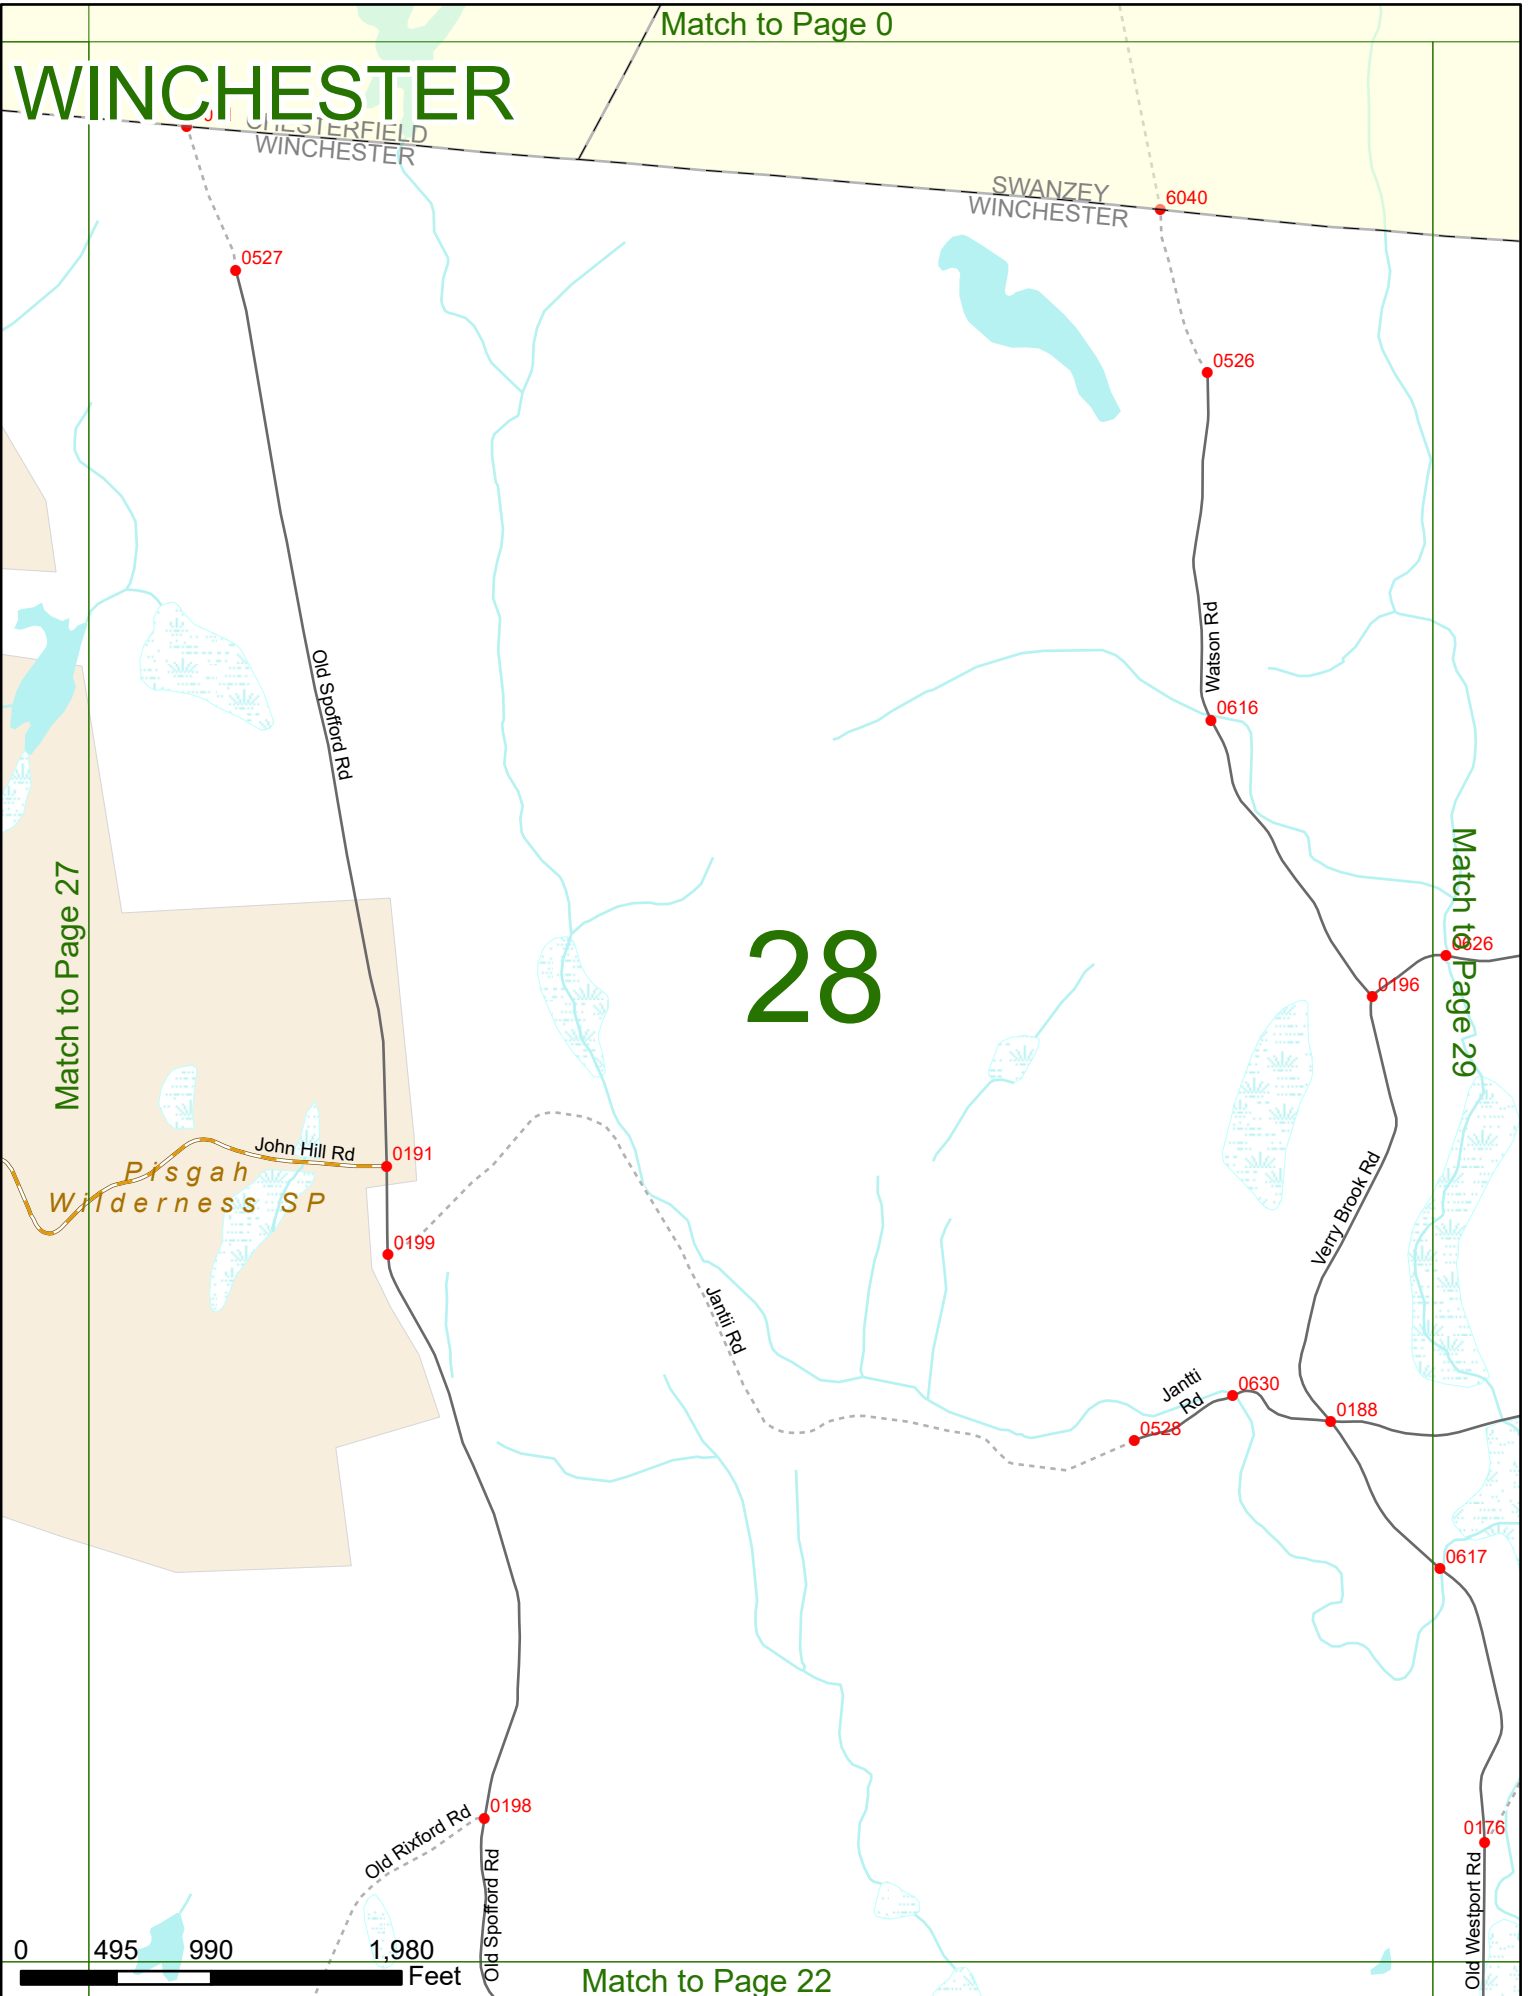 Match to Page 0
WINCHESTER
CHESTERFIELD
WINCHESTER
SWANZEY
WINCHESTER
6040
0527
0526
Watson Rd
Old Spofford Rd
0616
Match to Page 27
28
Match to Page 29
0626
0196
John Hill Rd
0191
Pisgah
Wilderness SP
0199
Verry Brook Rd
Jantii Rd
Jantti
Rd
0630
0188
0528
0617
0198
Old Rixford Rd
0176
Old Spofford Rd
Old Westport Rd
0 495 990 1,980
Feet
Match to Page 22